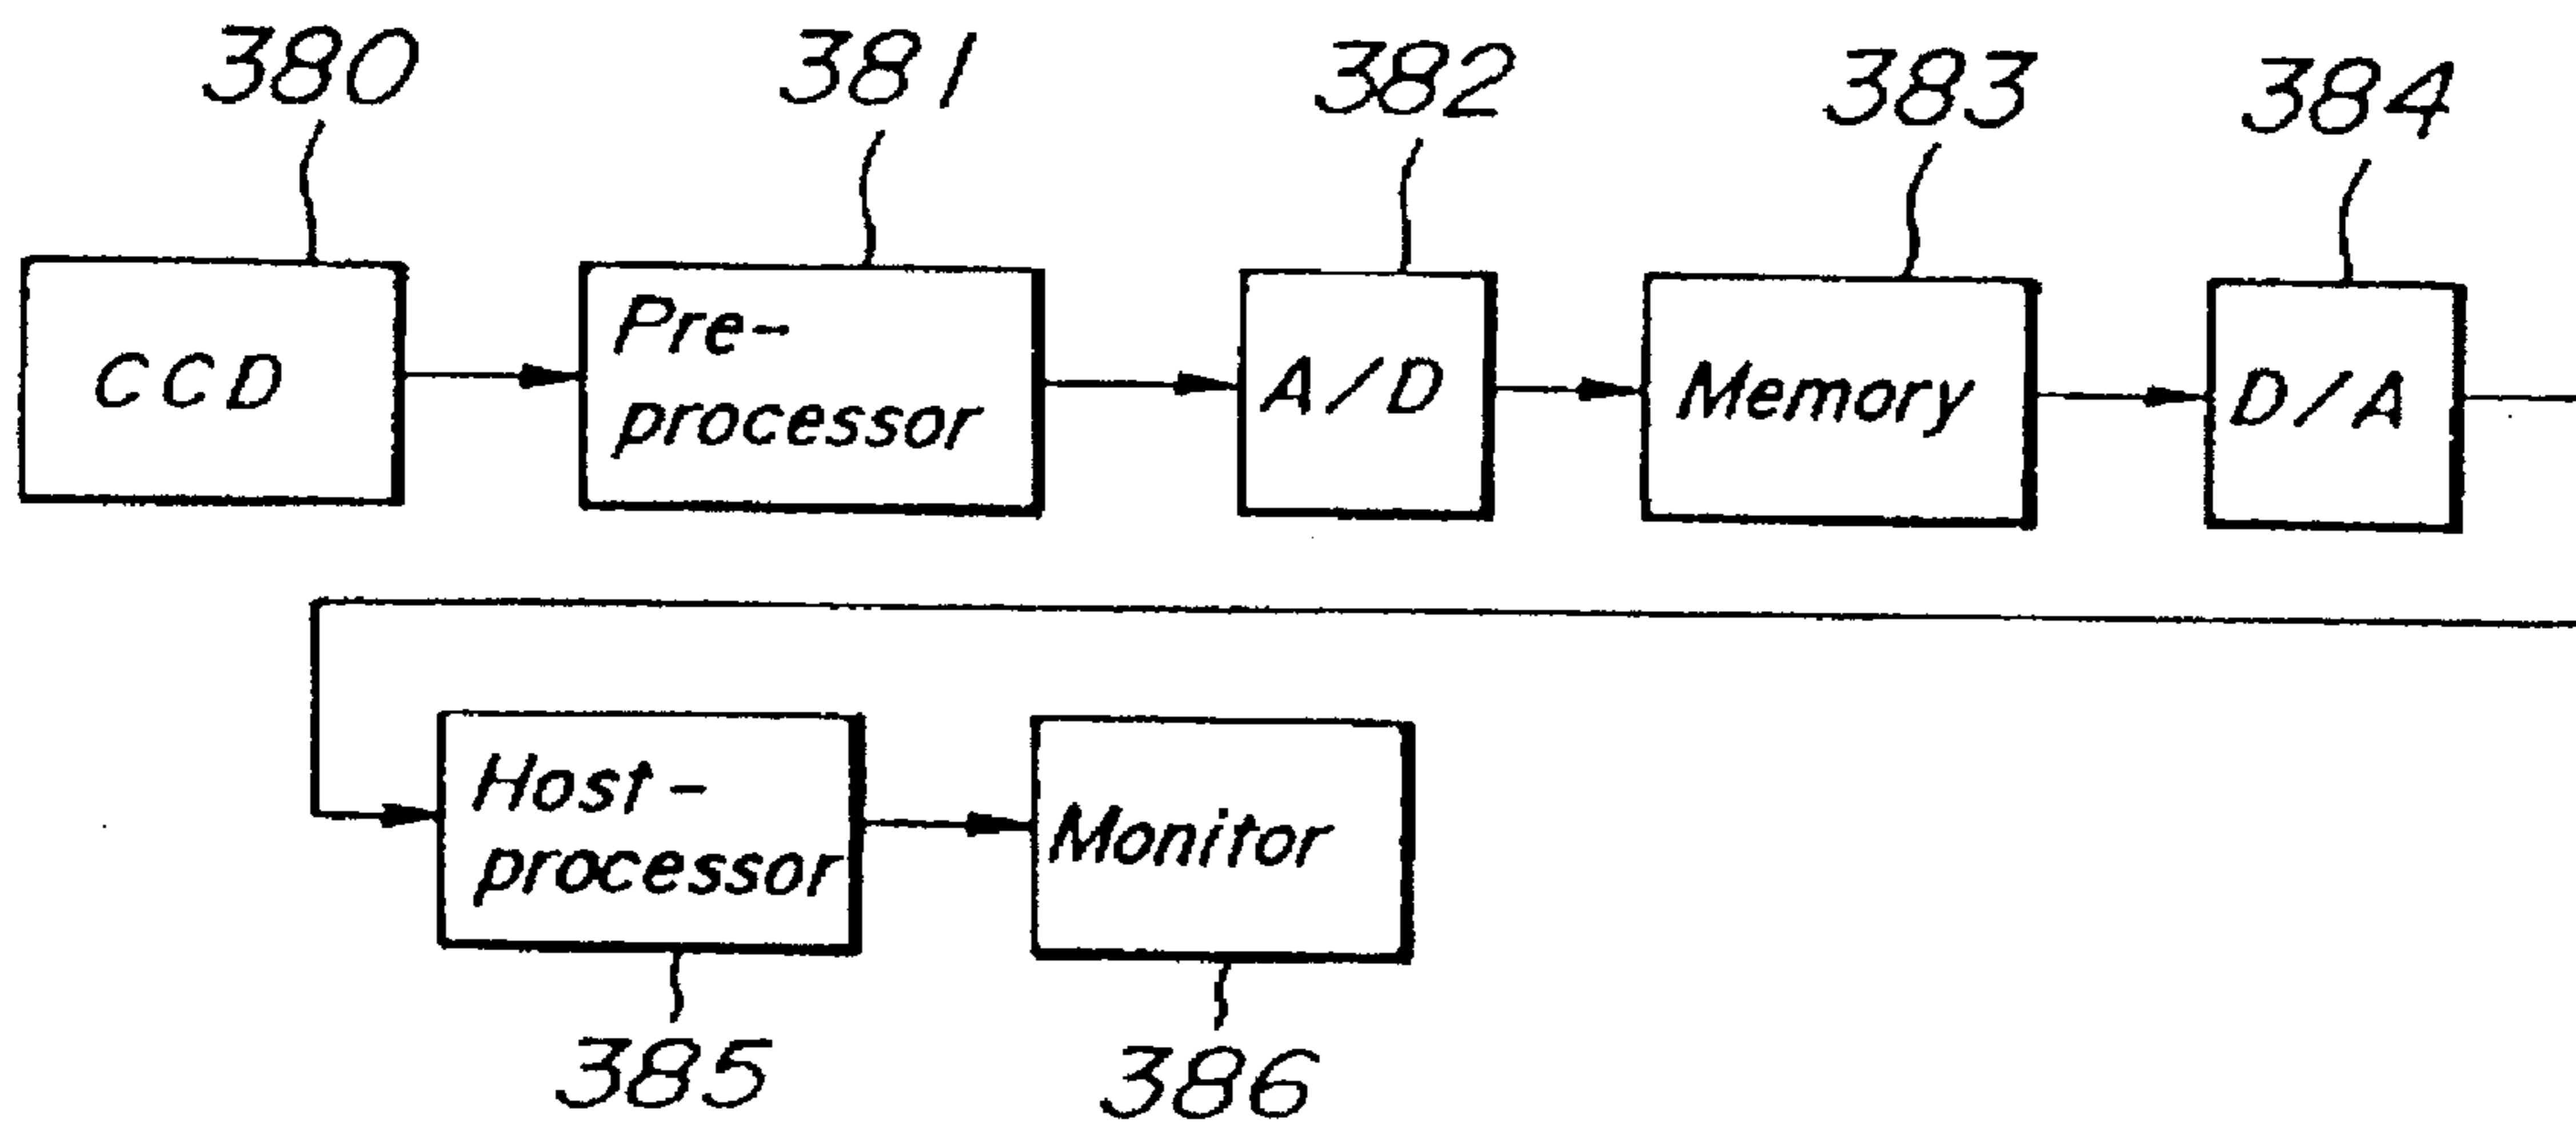 380
381
382
383
384
CCD
Pre-
processor
A/D
Memory
D/A
Host-
processor
Monitor
385
386